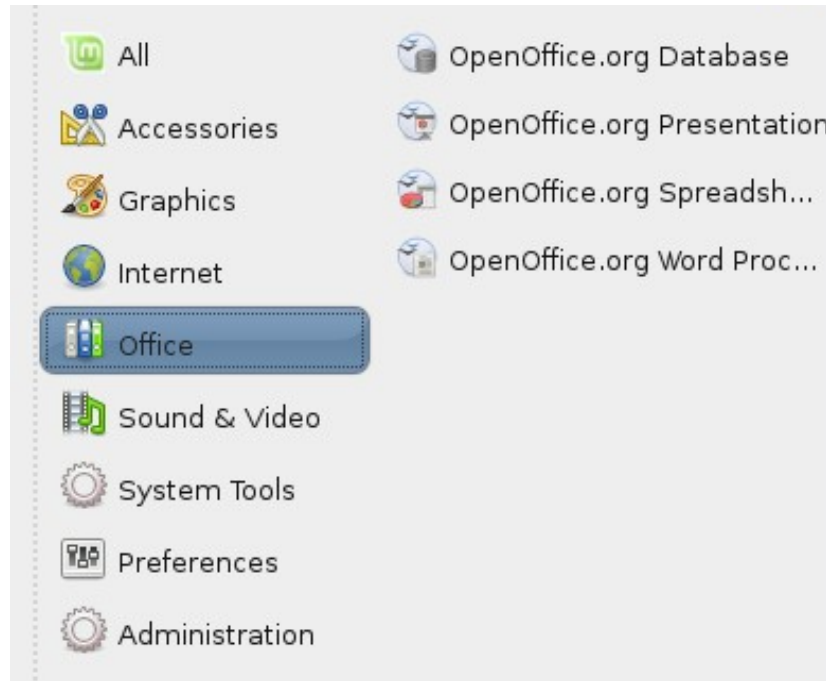 All
Accessories
Graphics
Internet
Office
Sound & Video
System Tools
Preferences
Administration
OpenOffice.org Database
OpenOffice.org Presentation
OpenOffice.org Spreadsh...
OpenOffice.org Word Proc...